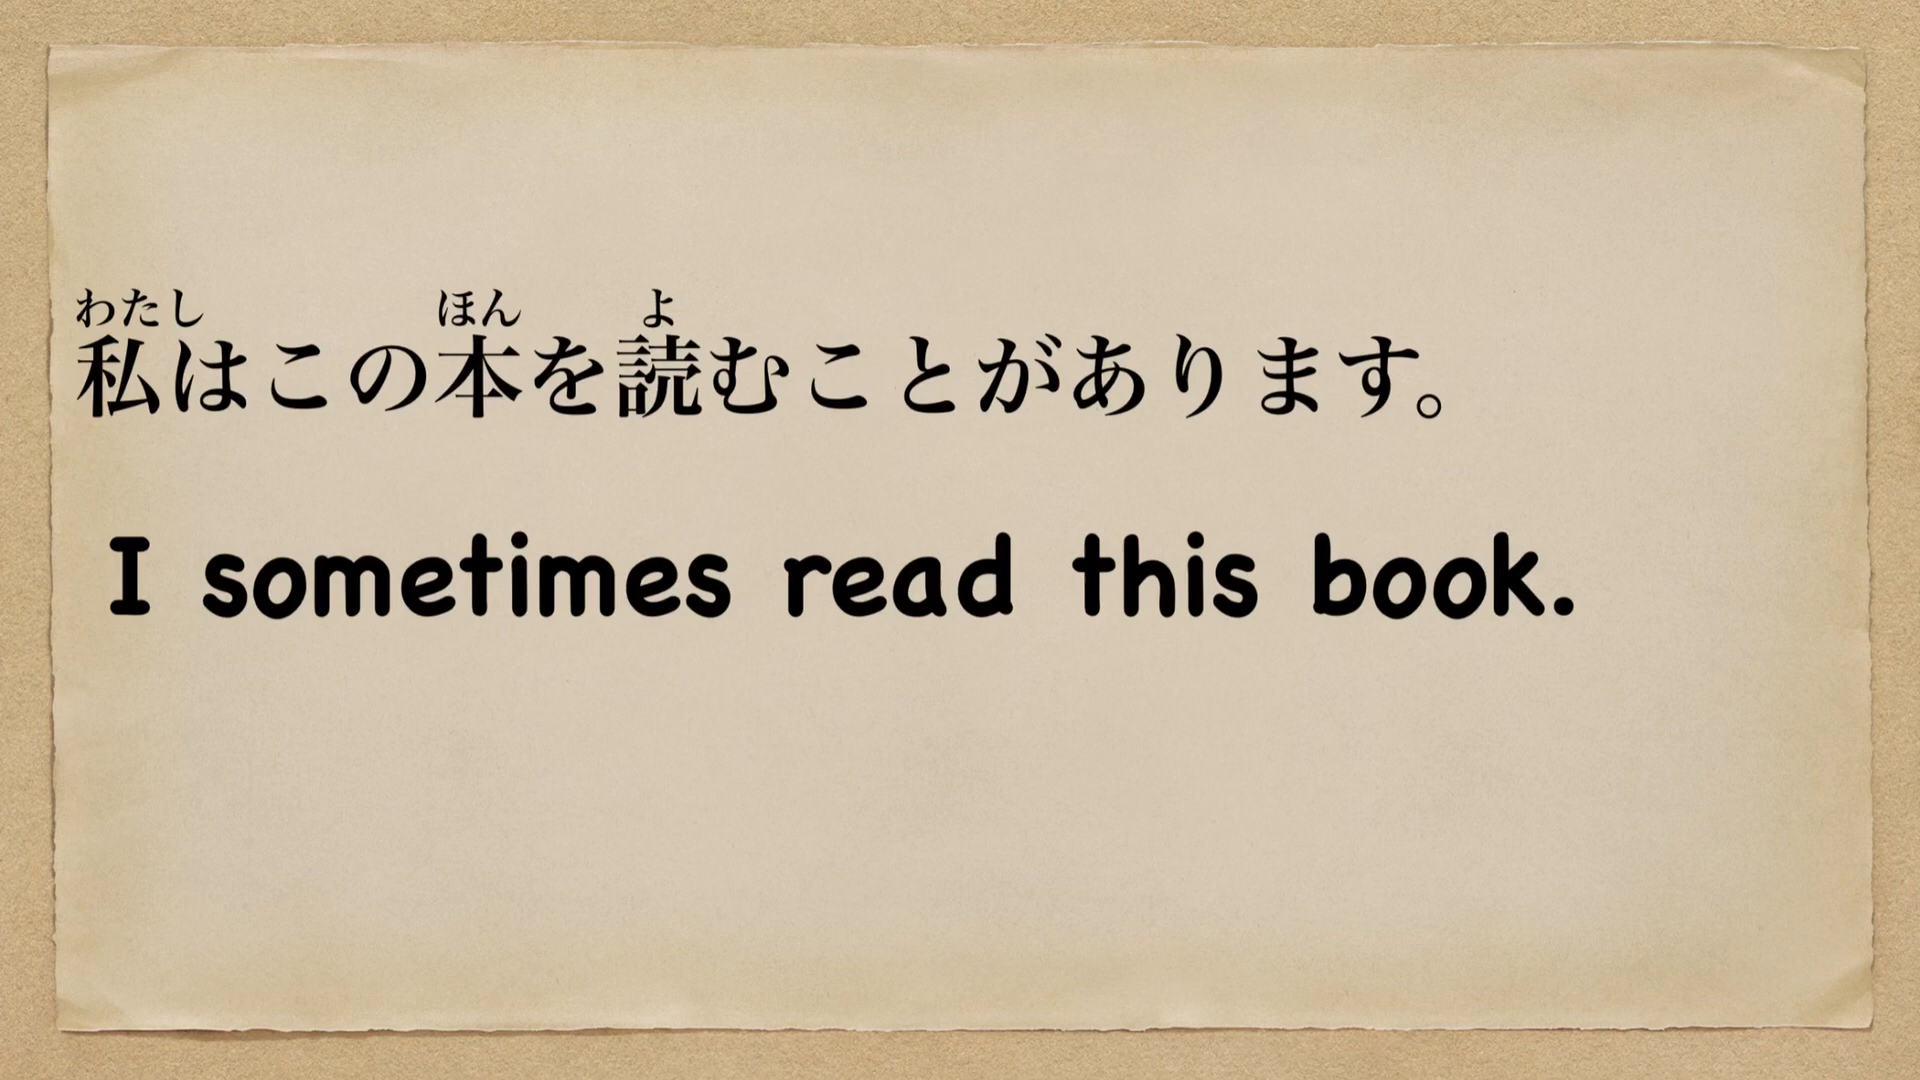 わたし ほん よ
私はこの本を読むことがあります。
I sometimes read this book.